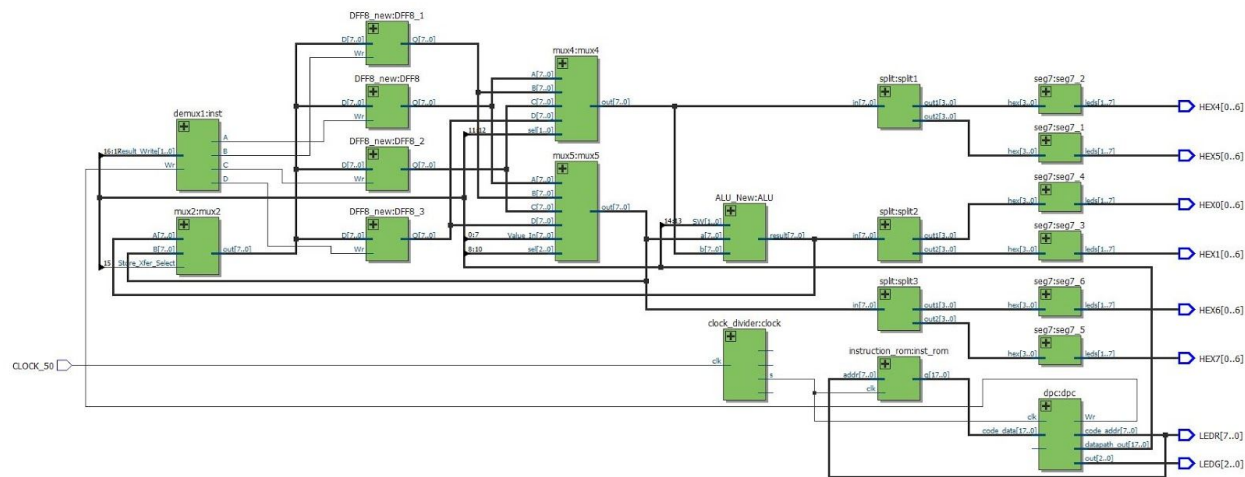 DFF8_new:DFF8_1
D[7..0]
Q[7..0]
Wr
DFF8_new:DFF8
D[7..0]
Q[7..0]
Wr
DFF8_new:DFF8_2
D[7..0]
Q[7..0]
Wr
DFF8_new:DFF8_3
D[7..0]
Q[7..0]
Wr
demux1:inst
16:17
Result_Write[1..0]
Wr
A
B
C
D
mux2:mux2
A[7..0]
B[7..0]
15
Store_Xfer_Select
out[7..0]
mux4:mux4
A[7..0]
B[7..0]
C[7..0]
D[7..0]
11:12
sel[1..0]
out[7..0]
mux5:mux5
A[7..0]
B[7..0]
C[7..0]
D[7..0]
0:7
Value_In[7..0]
8:10
sel[2..0]
out[7..0]
ALU_New:ALU
14:13
SW[1..0]
a[7..0]
b[7..0]
result[7..0]
split:split1
in[7..0]
out1[3..0]
out2[3..0]
split:split2
in[7..0]
out1[3..0]
out2[3..0]
split:split3
in[7..0]
out1[3..0]
out2[3..0]
seg7:seg7_2
hex[3..0]
leds[1..7]
HEX4[0..6]
seg7:seg7_1
hex[3..0]
leds[1..7]
HEX5[0..6]
seg7:seg7_4
hex[3..0]
leds[1..7]
HEX0[0..6]
seg7:seg7_3
hex[3..0]
leds[1..7]
HEX1[0..6]
seg7:seg7_6
hex[3..0]
leds[1..7]
HEX6[0..6]
seg7:seg7_5
hex[3..0]
leds[1..7]
HEX7[0..6]
CLOCK_50
clock_divider:clock
clk
s
instruction_rom:inst_rom
addr[7..0]
clk
q[17..0]
dpc:dpc
clk
code_data[17..0]
Wr
code_addr[7..0]
datapath_out[17..0]
out[2..0]
LEDR[7..0]
LEDG[2..0]